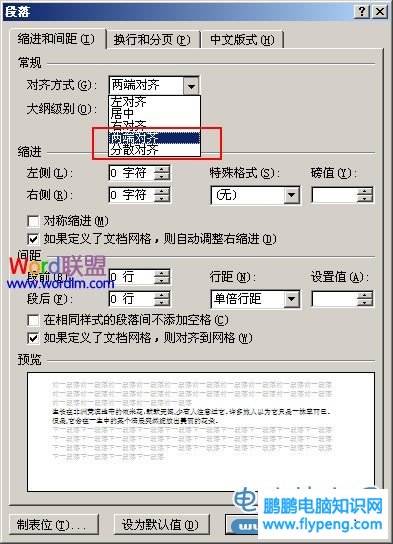 段落
缩进和间距(I) 换行和分页(P) 中文版式(H)
常规
对齐方式(G): 两端对齐
左对齐
大纲级别(O): 居中
右对齐
两端对齐
缩进 分散对齐
左侧(L): 0 字符 特殊格式(S): 磅值(Y):
右侧(R): 0 字符 (无)
对称缩进(M)
如果定义了文档网格，则自动调整右缩进(D)
间距
Word联盟
www.wordlm.com
段前(B): 0 行 行距(N): 设置值(A):
段后(F): 0 行 单倍行距
在相同样式的段落间不添加空格(C)
如果定义了文档网格，则对齐到网格(W)
预览
制表位(T)... 设为默认值(D)
鹏鹏电脑知识网
www.flypeng.com